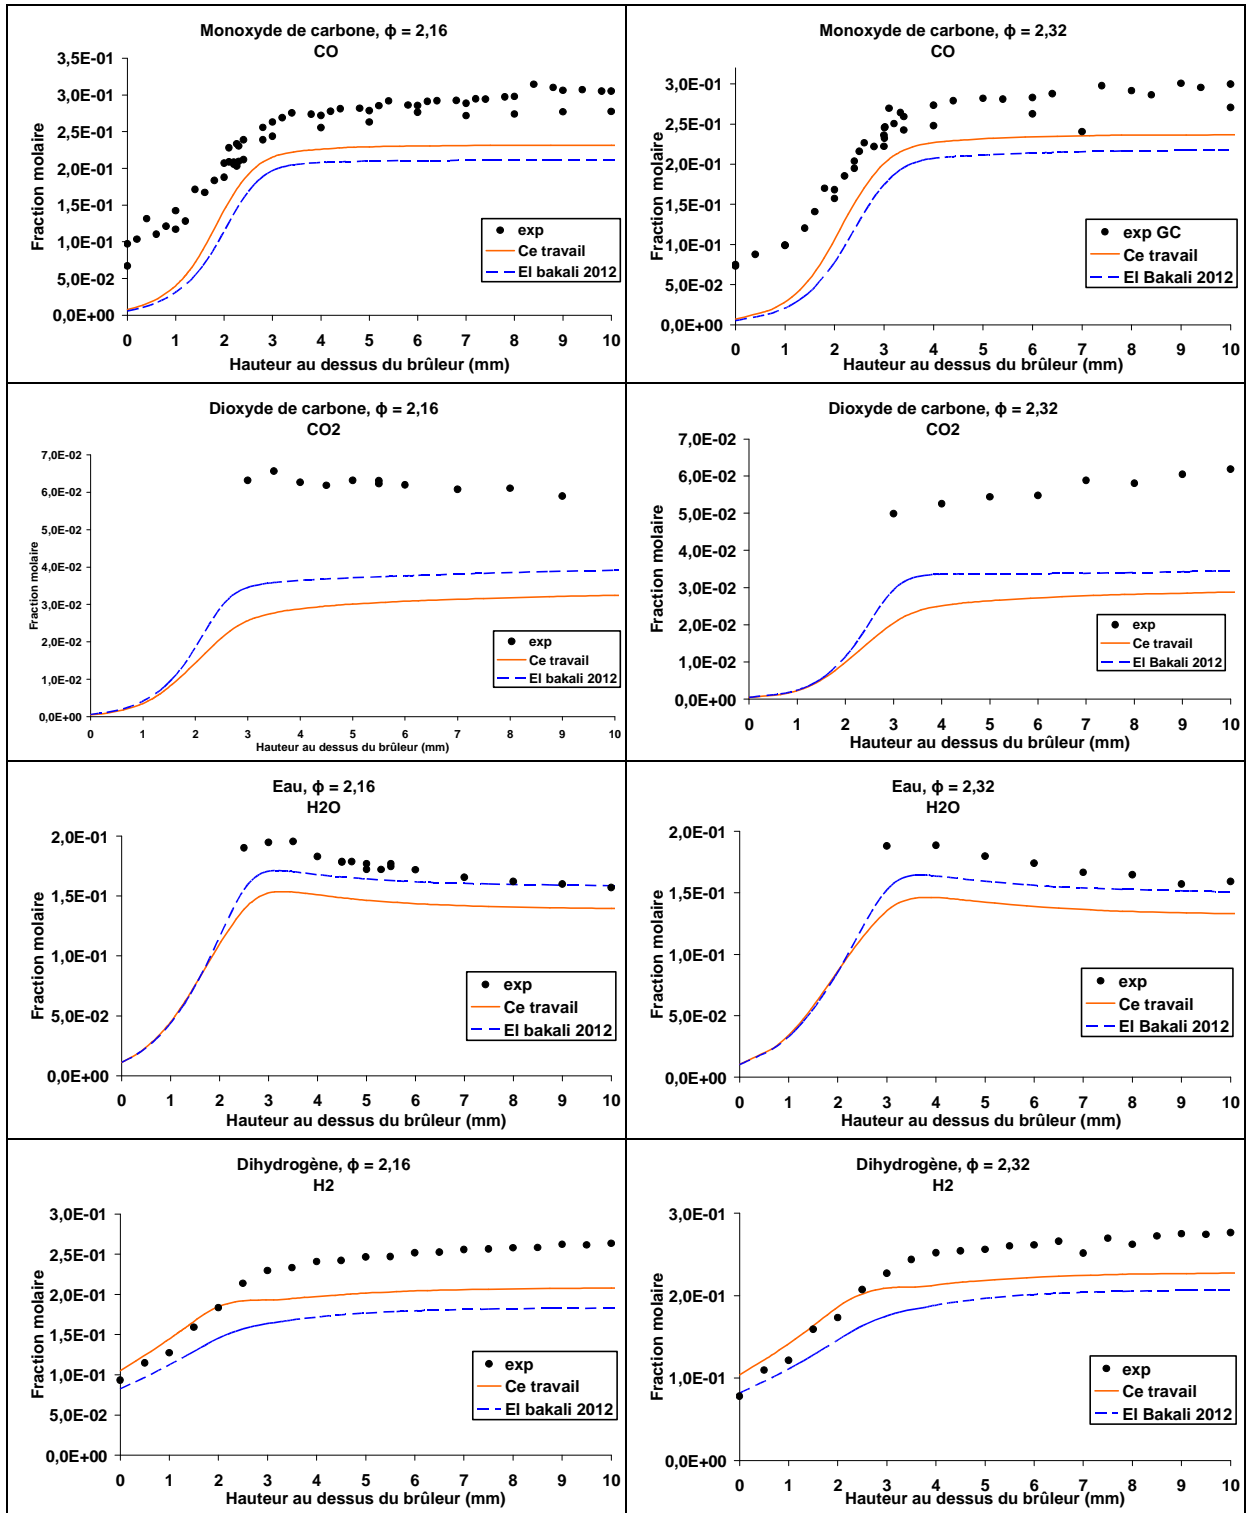 Monoxyde de carbone, ϕ = 2,16
CO
3,5E-01
3,0E-01
2,5E-01
2,0E-01
1,5E-01
1,0E-01
5,0E-02
0,0E+00
Fraction molaire
exp
Ce travail
El bakali 2012
0 1 2 3 4 5 6 7 8 9 10
Hauteur au dessus du brûleur (mm)
Monoxyde de carbone, ϕ = 2,32
CO
3,0E-01
2,5E-01
2,0E-01
1,5E-01
1,0E-01
5,0E-02
0,0E+00
Fraction molaire
exp GC
Ce travail
El Bakali 2012
0 1 2 3 4 5 6 7 8 9 10
Hauteur au dessus du brûleur (mm)
Dioxyde de carbone, ϕ = 2,16
CO2
7,0E-02
6,0E-02
5,0E-02
4,0E-02
3,0E-02
2,0E-02
1,0E-02
0,0E+00
Fraction molaire
exp
Ce travail
El bakali 2012
0 1 2 3 4 5 6 7 8 9 10
Hauteur au dessus du brûleur (mm)
Dioxyde de carbone, ϕ = 2,32
CO2
7,0E-02
6,0E-02
5,0E-02
4,0E-02
3,0E-02
2,0E-02
1,0E-02
0,0E+00
Fraction molaire
exp
Ce travail
El Bakali 2012
0 1 2 3 4 5 6 7 8 9 10
Hauteur au dessus du brûleur (mm)
Eau, ϕ = 2,16
H2O
2,0E-01
1,5E-01
1,0E-01
5,0E-02
0,0E+00
Fraction molaire
exp
Ce travail
El bakali 2012
0 1 2 3 4 5 6 7 8 9 10
Hauteur au dessus du brûleur (mm)
Eau, ϕ = 2,32
H2O
2,0E-01
1,5E-01
1,0E-01
5,0E-02
0,0E+00
Fraction molaire
exp
Ce travail
El Bakali 2012
0 1 2 3 4 5 6 7 8 9 10
Hauteur au dessus du brûleur (mm)
Dihydrogène, ϕ = 2,16
H2
3,0E-01
2,5E-01
2,0E-01
1,5E-01
1,0E-01
5,0E-02
0,0E+00
Fraction molaire
exp
Ce travail
El bakali 2012
0 1 2 3 4 5 6 7 8 9 10
Hauteur au dessus du brûleur (mm)
Dihydrogène, ϕ = 2,32
H2
3,0E-01
2,0E-01
1,0E-01
0,0E+00
Fraction molaire
exp
Ce travail
El Bakali 2012
0 1 2 3 4 5 6 7 8 9 10
Hauteur au dessus du brûleur (mm)